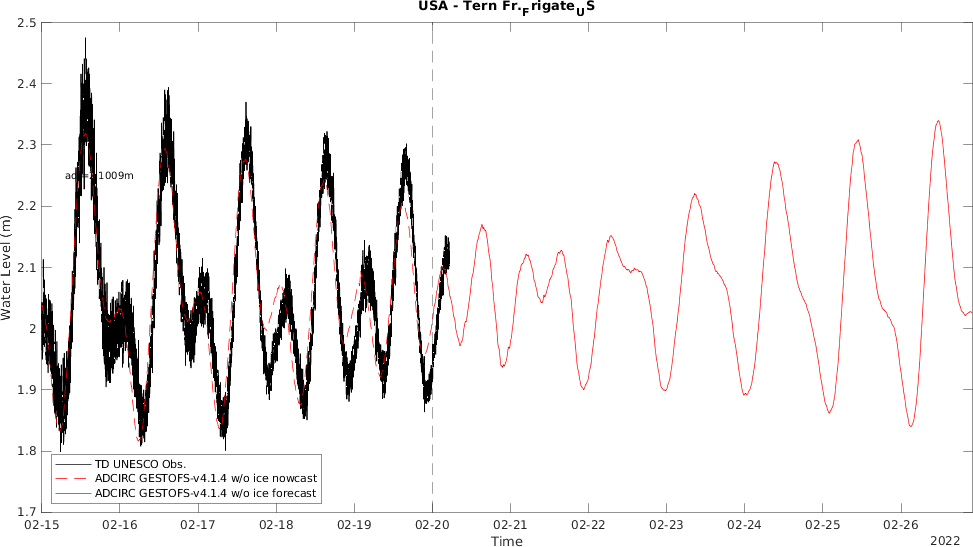 USA - Tern Fr.FrigateUS
2.5
2.4
2.3
2.2
2.1
2
1.9
1.8
1.7
Water Level (m)
TD UNESCO Obs.
ADCIRC GESTOFS-v4.1.4 w/o ice nowcast
ADCIRC GESTOFS-v4.1.4 w/o ice forecast
02-15 02-16 02-17 02-18 02-19 02-20 02-21 02-22 02-23 02-24 02-25 02-26
Time
2022